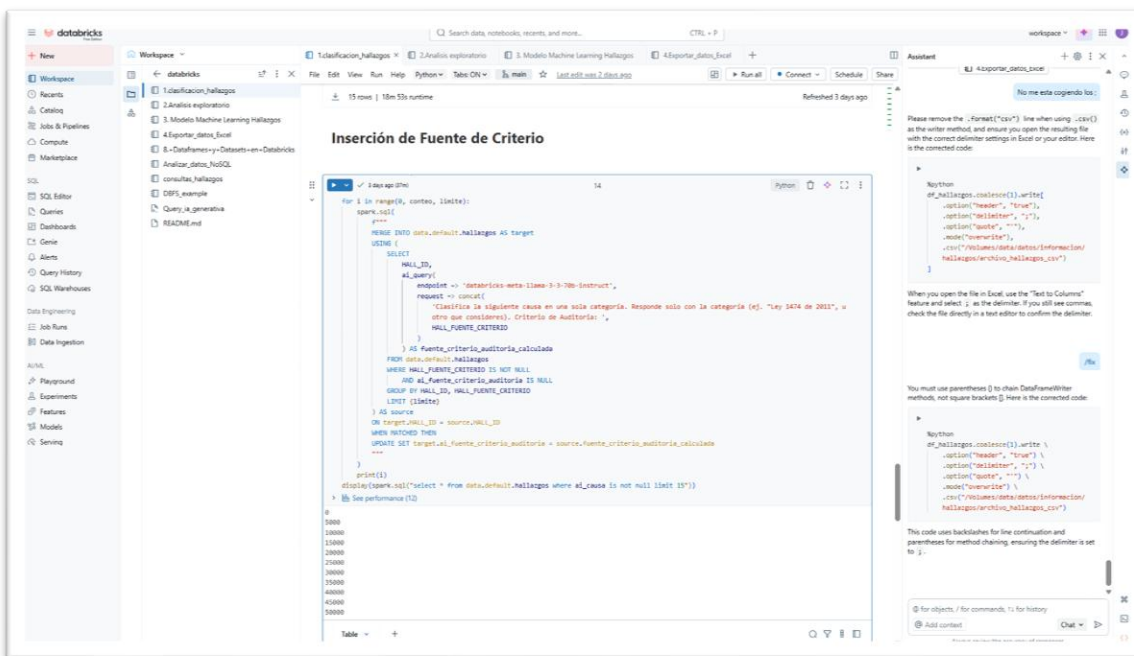 databricks
Search data, notebooks, recents, and more...
CTRL + P
workspace
New
Workspace
Recents
Catalog
Jobs & Pipelines
Compute
Marketplace
SQL
SQL Editor
Queries
Dashboards
Genie
Alerts
Query History
SQL Warehouses
Data Engineering
Job Runs
Data Ingestion
AI/ML
Playground
Experiments
Features
Models
Serving
Workspace
databricks
1.clasificacion_hallazgos
2.Analisis exploratorio
3. Modelo Machine Learning Hallazgos
4.Exportar_datos_Excel
8.+Dataframes+y+Datasets+en+Databricks
Analizar_datos_NoSQL
consultas_hallazgos
DBFS_example
Query_ia_generativa
README.md
1.clasificacion_hallazgos
2.Analisis exploratorio
3. Modelo Machine Learning Hallazgos
4.Exportar_datos_Excel
File Edit View Run Help Python Tabs: ON main Last edit was 2 days ago
Run all Connect Schedule Share
15 rows | 18m 53s runtime
Refreshed 3 days ago
Inserción de Fuente de Criterio
3 days ago (37m)
14
Python
for i in range(0, conteo, limite):
spark.sql(
f"""
MERGE INTO data.default.hallazgos AS target
USING (
SELECT
HALL_ID,
ai_query(
endpoint => 'databricks-meta-llama-3-3-70b-instruct',
request => concat(
'Clasifica la siguiente causa en una sola categoría. Responde solo con la categoría (ej. "Ley 1474 de 2011", u
otro que consideres). Criterio de Auditoria: ',
HALL_FUENTE_CRITERIO
)
) AS fuente_criterio_auditoria_calculada
FROM data.default.hallazgos
WHERE HALL_FUENTE_CRITERIO IS NOT NULL
AND ai_fuente_criterio_auditoria IS NULL
GROUP BY HALL_ID, HALL_FUENTE_CRITERIO
LIMIT {limite}
) AS source
ON target.HALL_ID = source.HALL_ID
WHEN MATCHED THEN
UPDATE SET target.ai_fuente_criterio_auditoria = source.fuente_criterio_auditoria_calculada
"""
)
print(i)
display(spark.sql("select * from data.default.hallazgos where ai_causa is not null limit 15"))
See performance (12)
0
5000
10000
15000
20000
25000
30000
35000
40000
45000
50000
Table
Assistant
4.Exportar_datos_Excel
No me esta cogiendo los ;
Please remove the .format("csv") line when using .csv()
as the writer method, and ensure you open the resulting file
with the correct delimiter settings in Excel or your editor. Here
is the corrected code:
%python
df_hallazgos.coalesce(1).write[
.option("header", "true"),
.option("delimiter", ";"),
.option("quote", "'"),
.mode("overwrite"),
.csv("/Volumes/data/datos/informacion/
hallazgos/archivo_hallazgos_csv")
]
When you open the file in Excel, use the "Text to Columns"
feature and select ; as the delimiter. If you still see commas,
check the file directly in a text editor to confirm the delimiter.
/fix
You must use parentheses () to chain DataFrameWriter
methods, not square brackets []. Here is the corrected code:
%python
df_hallazgos.coalesce(1).write \
.option("header", "true") \
.option("delimiter", ";") \
.option("quote", "'") \
.mode("overwrite") \
.csv("/Volumes/data/datos/informacion/
hallazgos/archivo_hallazgos_csv")
This code uses backslashes for line continuation and
parentheses for method chaining, ensuring the delimiter is set
to ; .
@ for objects, / for commands, ↑↓ for history
@ Add context
Chat